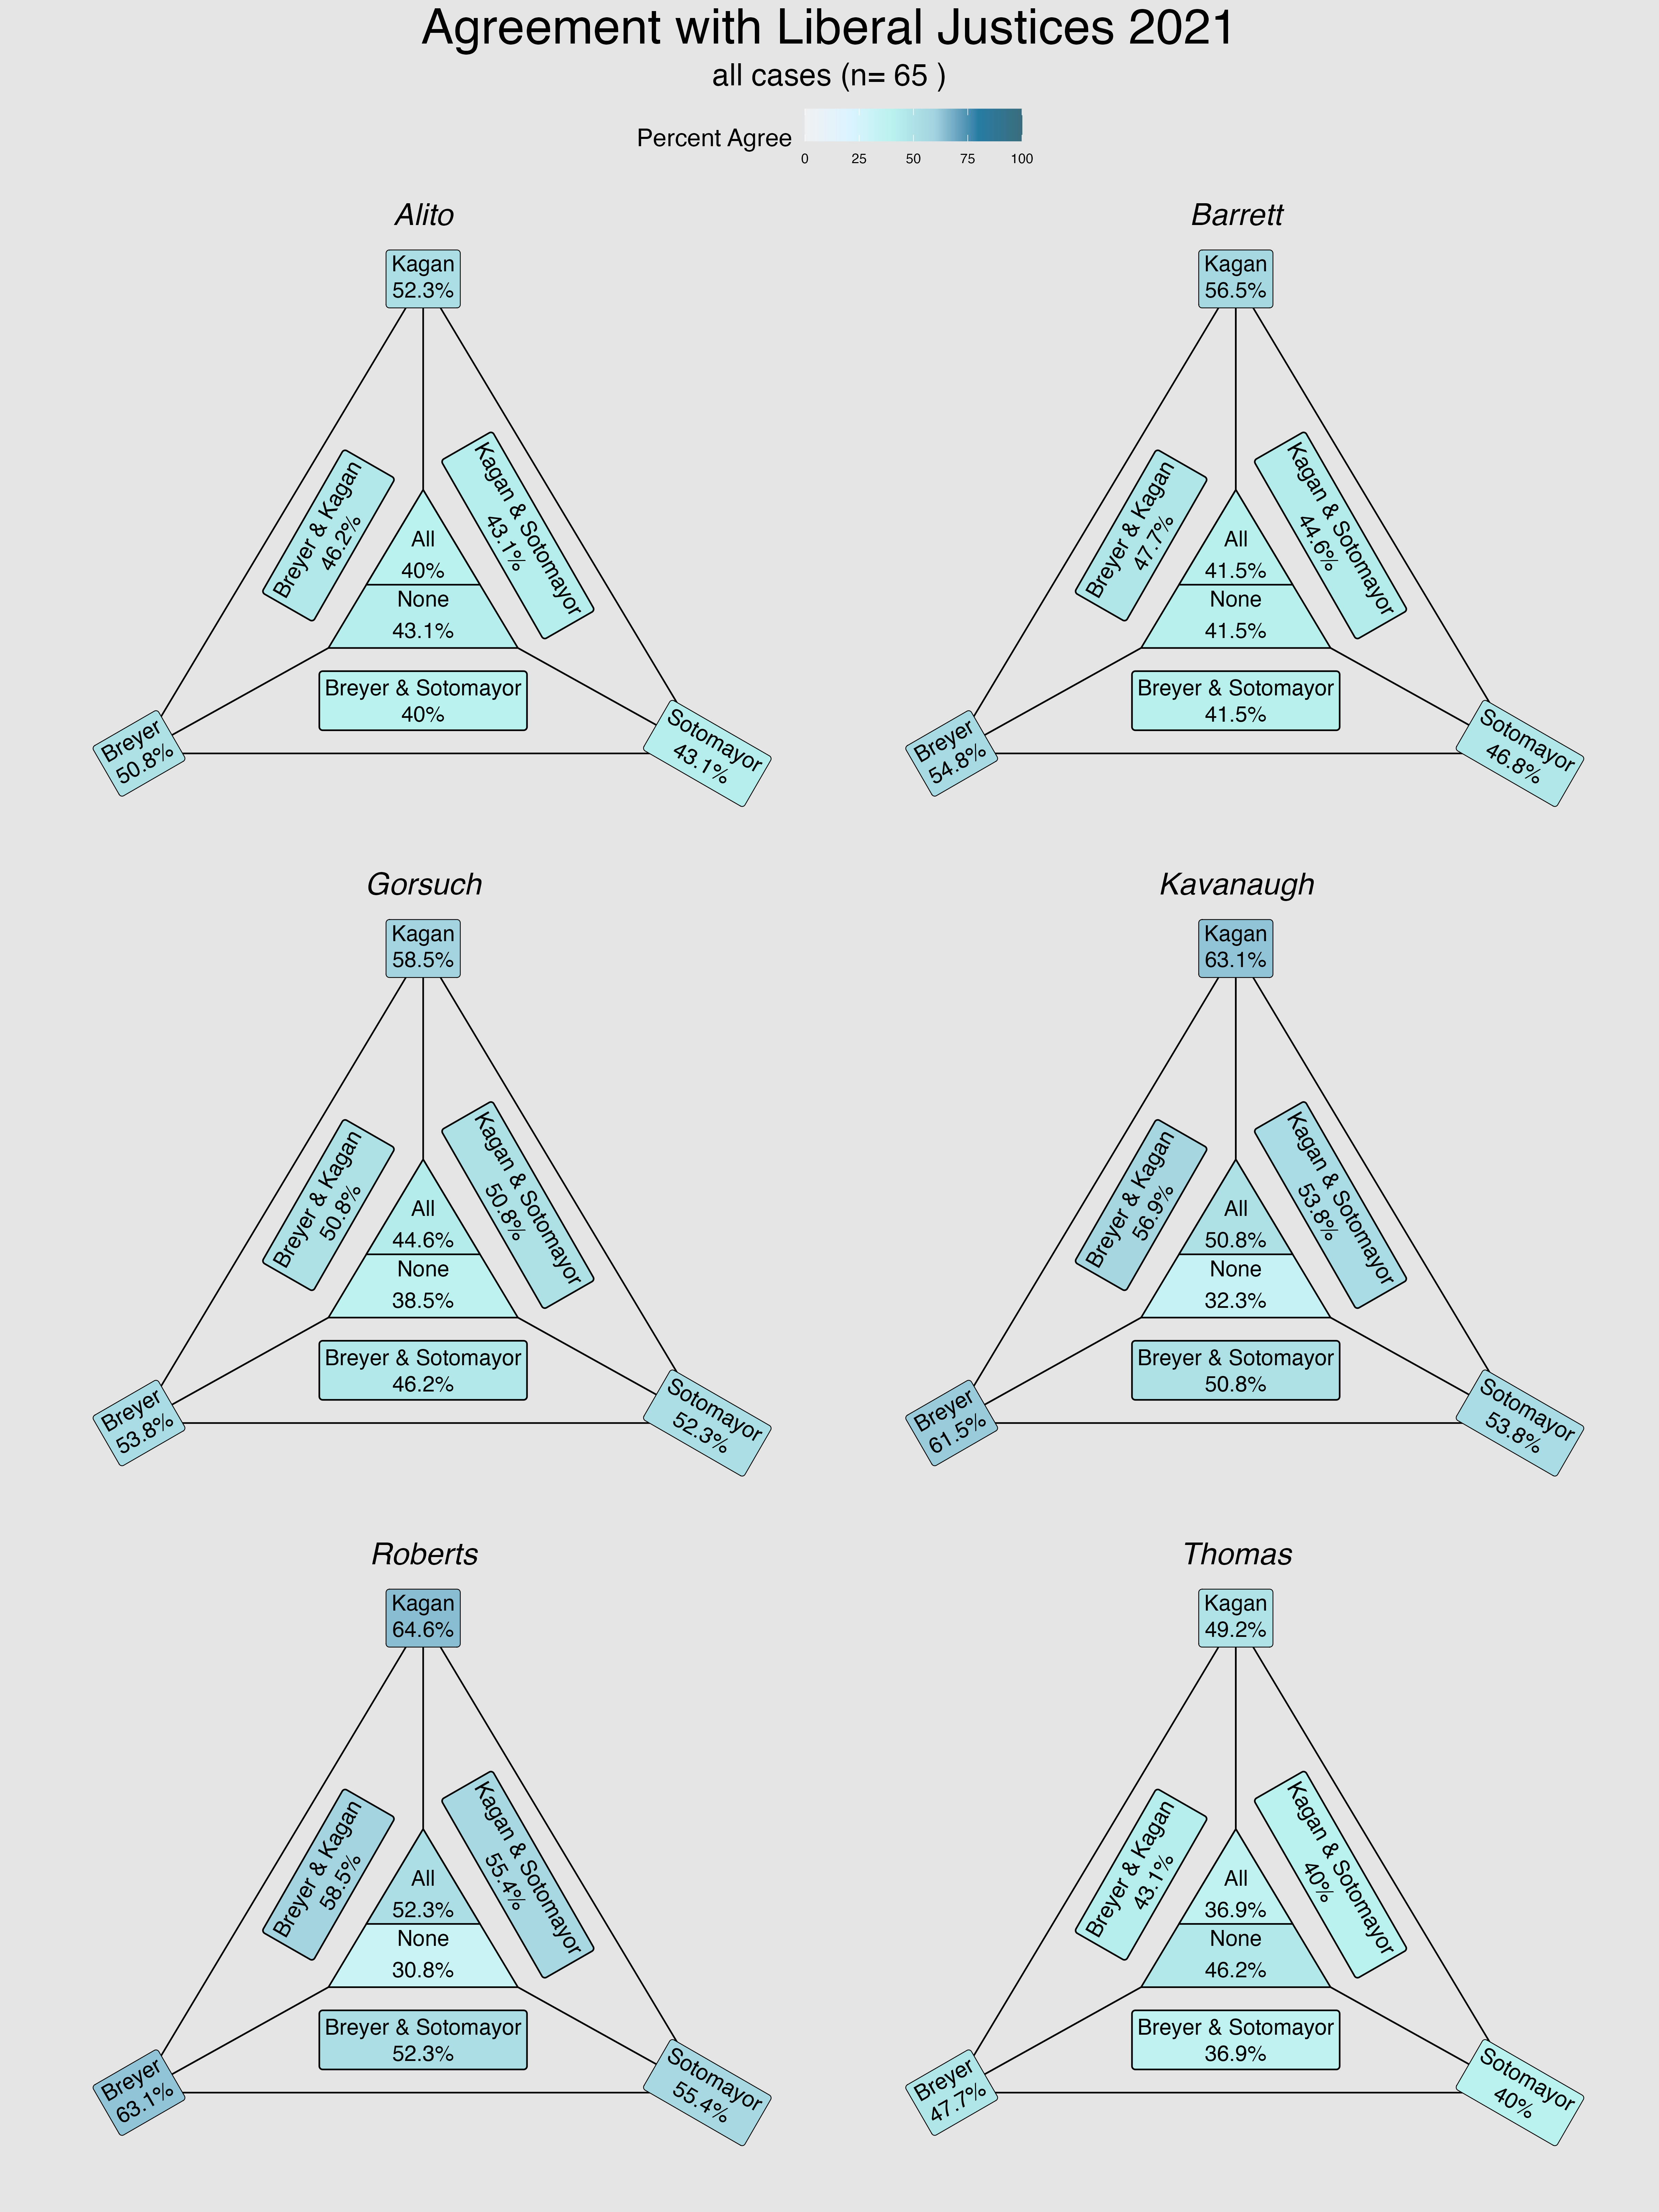 Agreement with Liberal Justices 2021
all cases (n= 65 )
Percent Agree
0 25 50 75 100
Alito
Kagan
52.3%
Breyer & Kagan
46.2%
Kagan & Sotomayor
43.1%
All
40%
None
43.1%
Breyer & Sotomayor
40%
Breyer
50.8%
Sotomayor
43.1%
Barrett
Kagan
56.5%
Breyer & Kagan
47.7%
Kagan & Sotomayor
44.6%
All
41.5%
None
41.5%
Breyer & Sotomayor
41.5%
Breyer
54.8%
Sotomayor
46.8%
Gorsuch
Kagan
58.5%
Breyer & Kagan
50.8%
Kagan & Sotomayor
50.8%
All
44.6%
None
38.5%
Breyer & Sotomayor
46.2%
Breyer
53.8%
Sotomayor
52.3%
Kavanaugh
Kagan
63.1%
Breyer & Kagan
56.9%
Kagan & Sotomayor
53.8%
All
50.8%
None
32.3%
Breyer & Sotomayor
50.8%
Breyer
61.5%
Sotomayor
53.8%
Roberts
Kagan
64.6%
Breyer & Kagan
58.5%
Kagan & Sotomayor
55.4%
All
52.3%
None
30.8%
Breyer & Sotomayor
52.3%
Breyer
63.1%
Sotomayor
55.4%
Thomas
Kagan
49.2%
Breyer & Kagan
43.1%
Kagan & Sotomayor
40%
All
36.9%
None
46.2%
Breyer & Sotomayor
36.9%
Breyer
47.7%
Sotomayor
40%